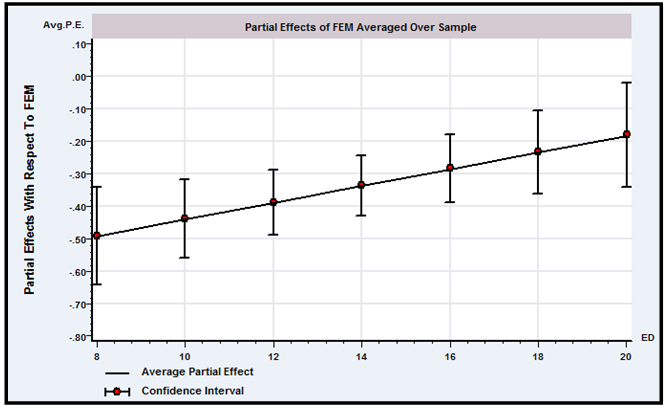 Avg.P.E.
Partial Effects of FEM Averaged Over Sample
Partial Effects With Respect To FEM
.10
.00
-.10
-.20
-.30
-.40
-.50
-.60
-.70
-.80
8 10 12 14 16 18 20
ED
Average Partial Effect
Confidence Interval